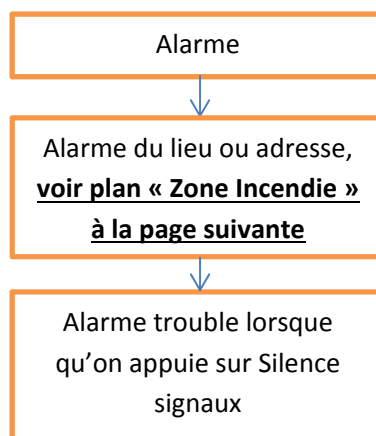 Alarme
Alarme du lieu ou adresse,
voir plan « Zone Incendie »
à la page suivante
Alarme trouble lorsque
qu’on appuie sur Silence
signaux